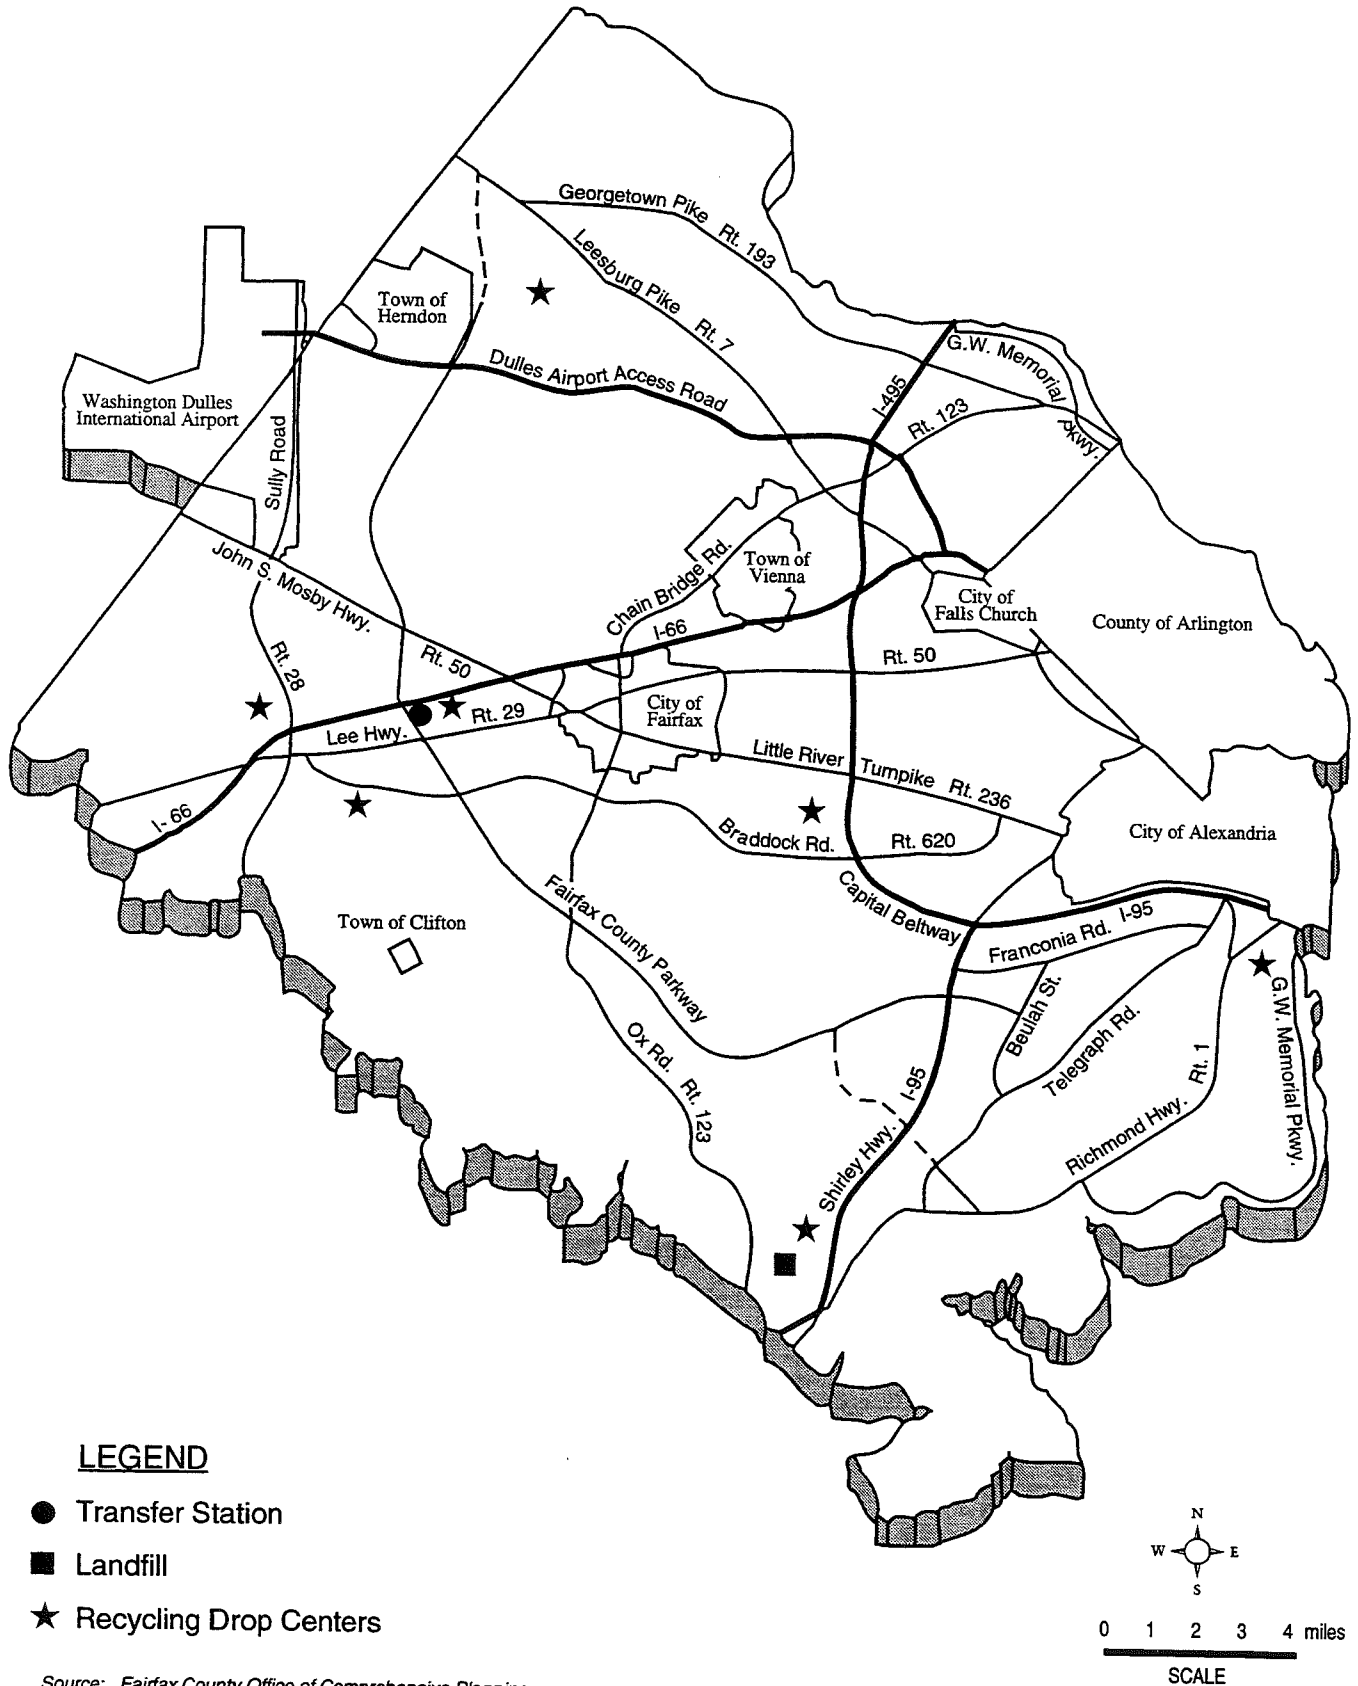 Georgetown Pike Rt. 193
Leesburg Pike Rt. 7
Town of
Herndon
G.W. Memorial Pkwy.
I-495
Dulles Airport Access Road
Rt. 123
Washington Dulles
International Airport
Sully Road
John S. Mosby Hwy.
Chain Bridge Rd.
Town of
Vienna
City of
Falls Church
County of Arlington
I-66
Rt. 50
Rt. 50
Rt. 28
City of
Fairfax
Lee Hwy.
Rt. 29
Little River Turnpike Rt. 236
I-66
Braddock Rd.
Rt. 620
City of Alexandria
Capital Beltway
Fairfax County Parkway
Town of Clifton
I-95
Franconia Rd.
Beulah St.
Telegraph Rd.
G.W. Memorial Pkwy.
Ox Rd. Rt. 123
Rt. 1
Richmond Hwy.
Shirley Hwy. I-95
LEGEND
Transfer Station
Landfill
Recycling Drop Centers
N
W E
S
0 1 2 3 4 miles
SCALE
Source: Fairfax County Office of Comprehensive Planning